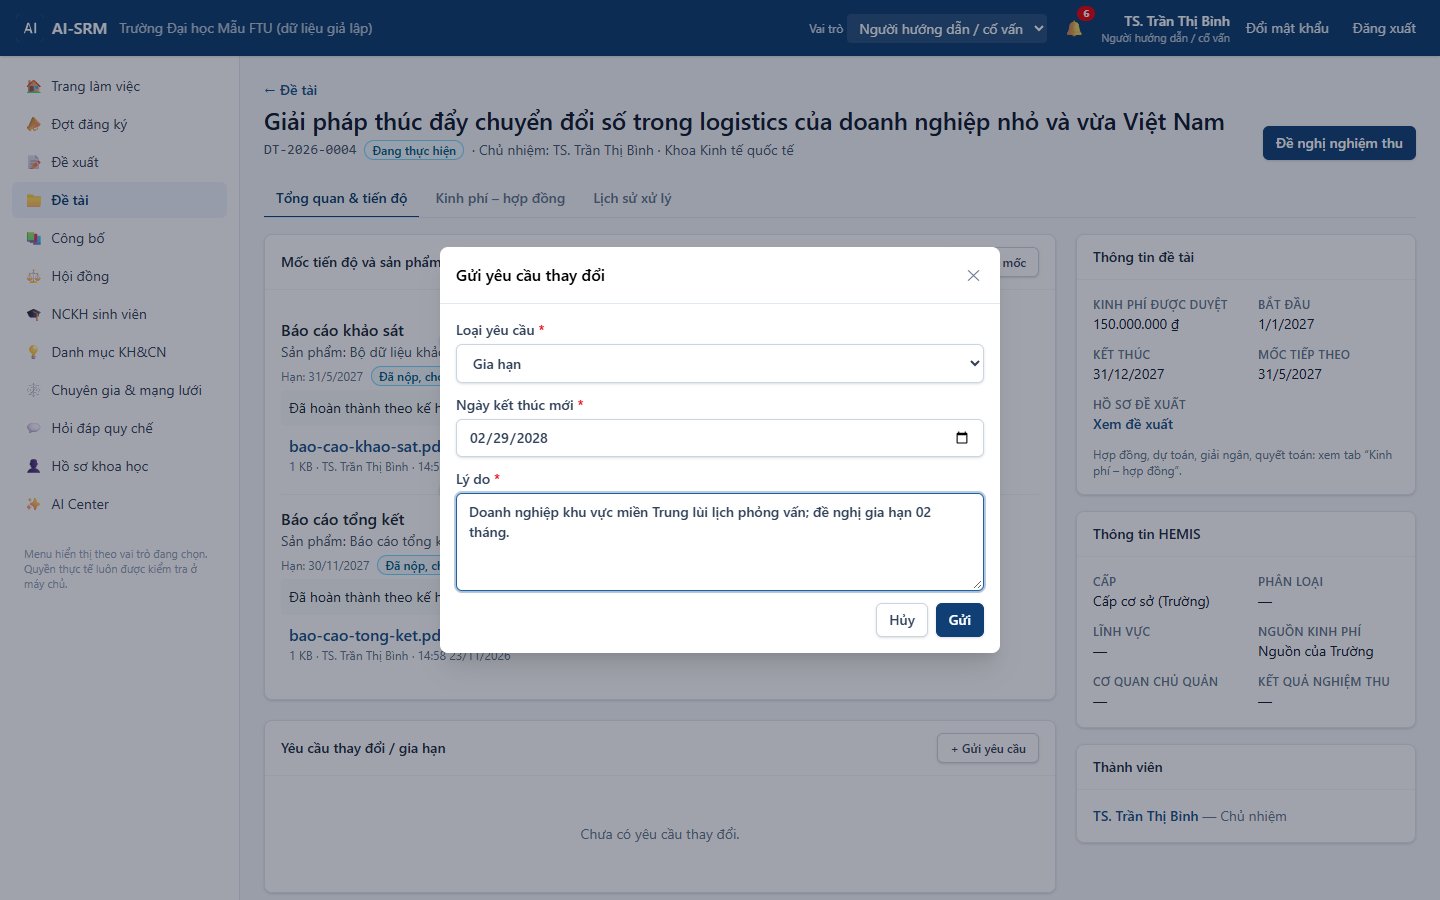 AI AI-SRM Trường Đại học Mẫu FTU (dữ liệu giả lập)
Vai trò Người hướng dẫn / cố vấn
6
TS. Trần Thị Bình
Người hướng dẫn / cố vấn
Đổi mật khẩu
Đăng xuất
Trang làm việc
Đợt đăng ký
Đề xuất
Đề tài
Công bố
Hội đồng
NCKH sinh viên
Danh mục KH&CN
Chuyên gia & mạng lưới
Hỏi đáp quy chế
Hồ sơ khoa học
AI Center
Menu hiển thị theo vai trò đang chọn.
Quyền thực tế luôn được kiểm tra ở
máy chủ.
← Đề tài
Giải pháp thúc đẩy chuyển đổi số trong logistics của doanh nghiệp nhỏ và vừa Việt Nam
DT-2026-0004 Đang thực hiện · Chủ nhiệm: TS. Trần Thị Bình · Khoa Kinh tế quốc tế
Đề nghị nghiệm thu
Tổng quan & tiến độ
Kinh phí – hợp đồng
Lịch sử xử lý
Mốc tiến độ và sản phẩm
mốc
Báo cáo khảo sát
Sản phẩm: Bộ dữ liệu khảo
Hạn: 31/5/2027 Đã nộp,
Đã hoàn thành theo kế
bao-cao-khao-sat.pd
1 KB · TS. Trần Thị Bình · 14:5
Báo cáo tổng kết
Sản phẩm: Báo cáo tổng
Hạn: 30/11/2027 Đã nộp,
Đã hoàn thành theo kế
bao-cao-tong-ket.pd
1 KB · TS. Trần Thị Bình · 14:58 23/11/2026
Gửi yêu cầu thay đổi
Loại yêu cầu *
Gia hạn
Ngày kết thúc mới *
02/29/2028
Lý do *
Doanh nghiệp khu vực miền Trung lùi lịch phỏng vấn; đề nghị gia hạn 02
tháng.
Hủy
Gửi
Yêu cầu thay đổi / gia hạn
+ Gửi yêu cầu
Chưa có yêu cầu thay đổi.
Thông tin đề tài
KINH PHÍ ĐƯỢC DUYỆT
150.000.000 ₫
BẮT ĐẦU
1/1/2027
KẾT THÚC
31/12/2027
MỐC TIẾP THEO
31/5/2027
HỒ SƠ ĐỀ XUẤT
Xem đề xuất
Hợp đồng, dự toán, giải ngân, quyết toán: xem tab “Kinh
phí – hợp đồng”.
Thông tin HEMIS
CẤP
Cấp cơ sở (Trường)
PHÂN LOẠI
—
LĨNH VỰC
—
NGUỒN KINH PHÍ
Nguồn của Trường
CƠ QUAN CHỦ QUẢN
—
KẾT QUẢ NGHIỆM THU
—
Thành viên
TS. Trần Thị Bình — Chủ nhiệm